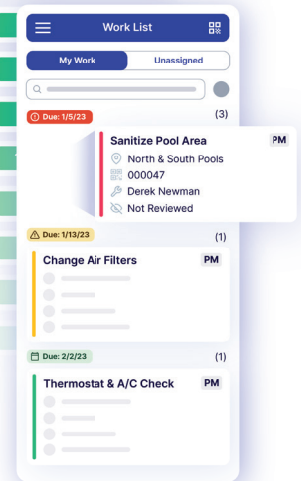 Work List
My Work Unassigned
Due: 1/5/23 (3)
Sanitize Pool Area PM
North & South Pools
000047
Derek Newman
Not Reviewed
Due: 1/13/23 (1)
Change Air Filters PM
Due: 2/2/23 (1)
Thermostat & A/C Check PM